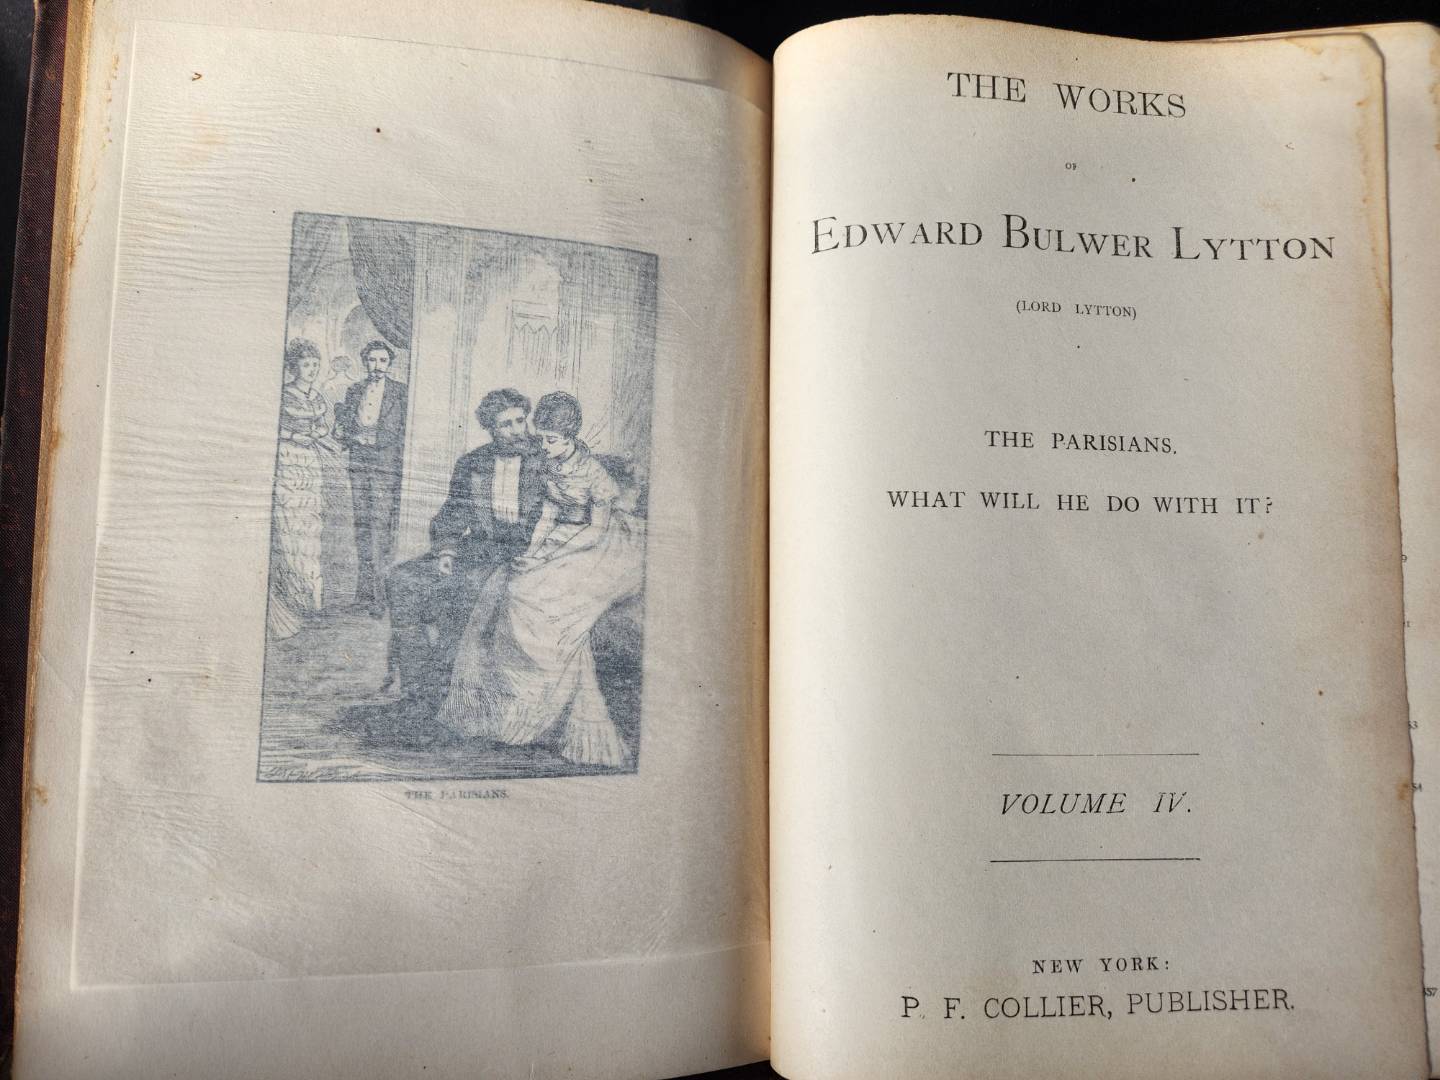 THE PARISIANS.
THE WORKS
OF
EDWARD BULWER LYTTON
(LORD LYTTON)
THE PARISIANS.
WHAT WILL HE DO WITH IT?
VOLUME IV.
NEW YORK:
P. F. COLLIER, PUBLISHER.